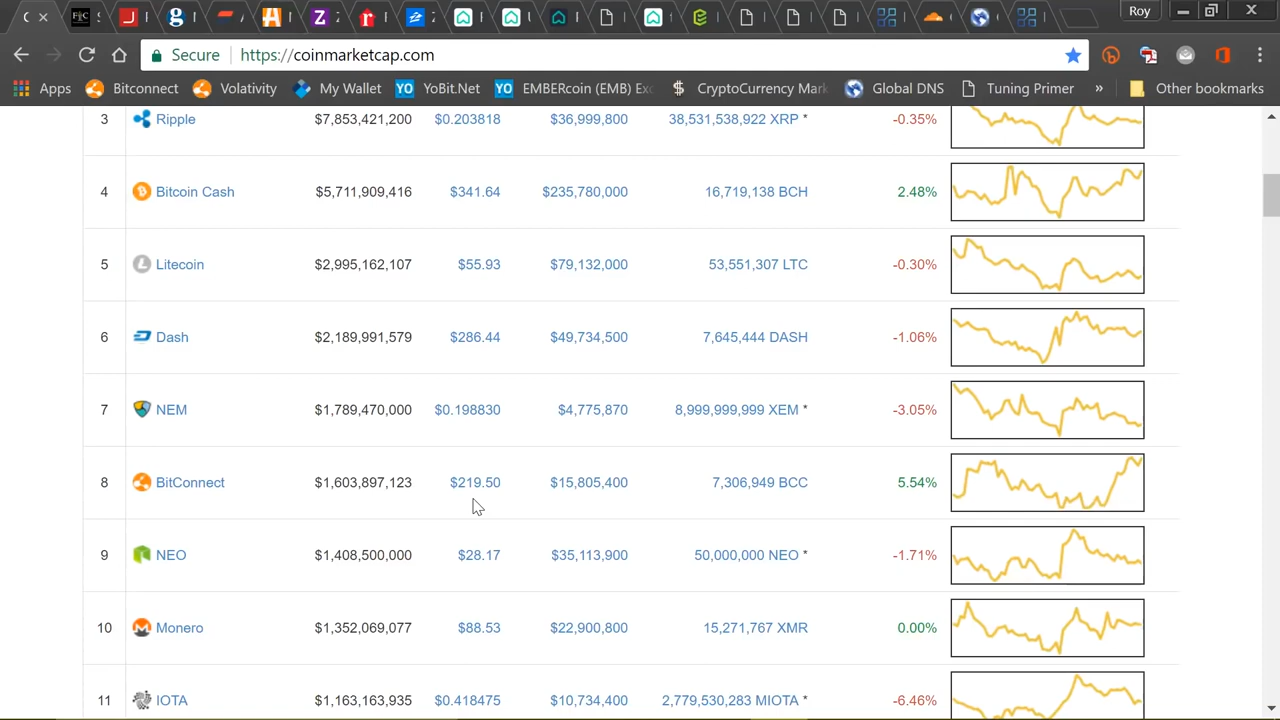 Roy
Secure https://coinmarketcap.com
Apps Bitconnect Volativity My Wallet YO YoBit.Net YO EMBERcoin (EMB) Exc $ CryptoCurrency Mark Global DNS Tuning Primer » Other bookmarks
3 Ripple $7,853,421,200 $0.203818 $36,999,800 38,531,538,922 XRP * -0.35%
4 Bitcoin Cash $5,711,909,416 $341.64 $235,780,000 16,719,138 BCH 2.48%
5 Litecoin $2,995,162,107 $55.93 $79,132,000 53,551,307 LTC -0.30%
6 Dash $2,189,991,579 $286.44 $49,734,500 7,645,444 DASH -1.06%
7 NEM $1,789,470,000 $0.198830 $4,775,870 8,999,999,999 XEM * -3.05%
8 BitConnect $1,603,897,123 $219.50 $15,805,400 7,306,949 BCC 5.54%
9 NEO $1,408,500,000 $28.17 $35,113,900 50,000,000 NEO * -1.71%
10 Monero $1,352,069,077 $88.53 $22,900,800 15,271,767 XMR 0.00%
11 IOTA $1,163,163,935 $0.418475 $10,734,400 2,779,530,283 MIOTA * -6.46%